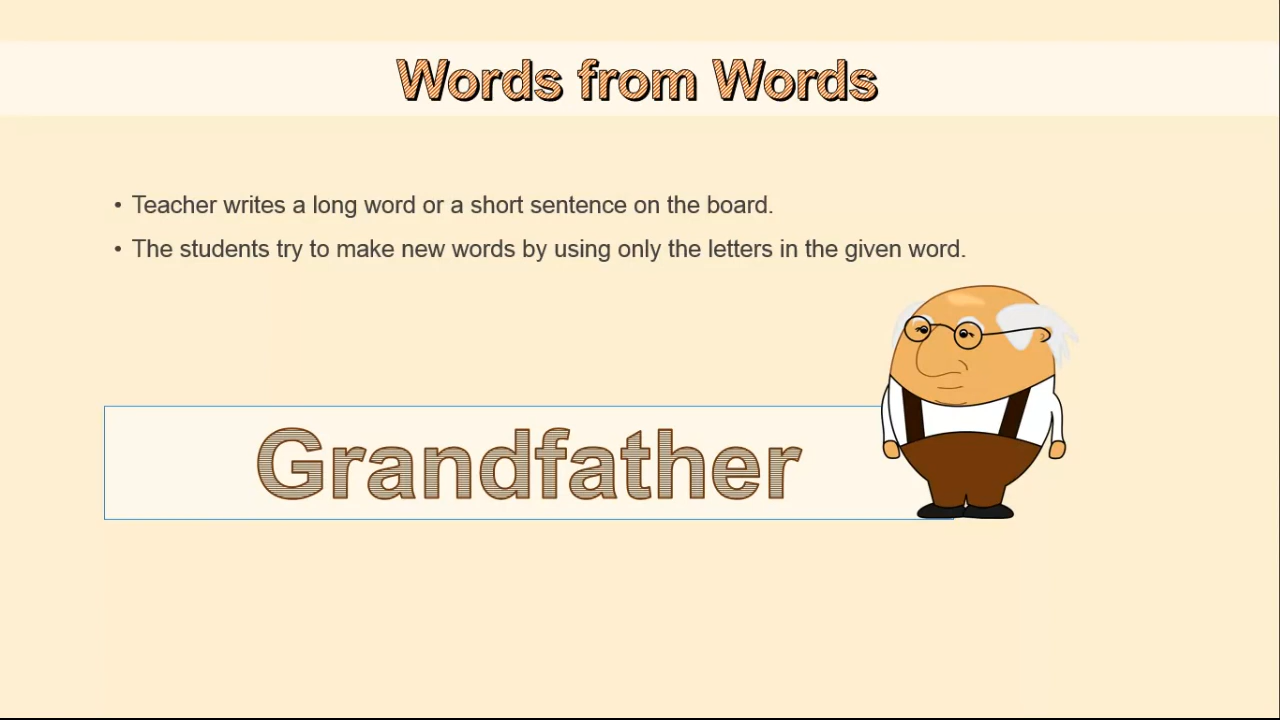 Words from Words
• Teacher writes a long word or a short sentence on the board.
• The students try to make new words by using only the letters in the given word.
Grandfather